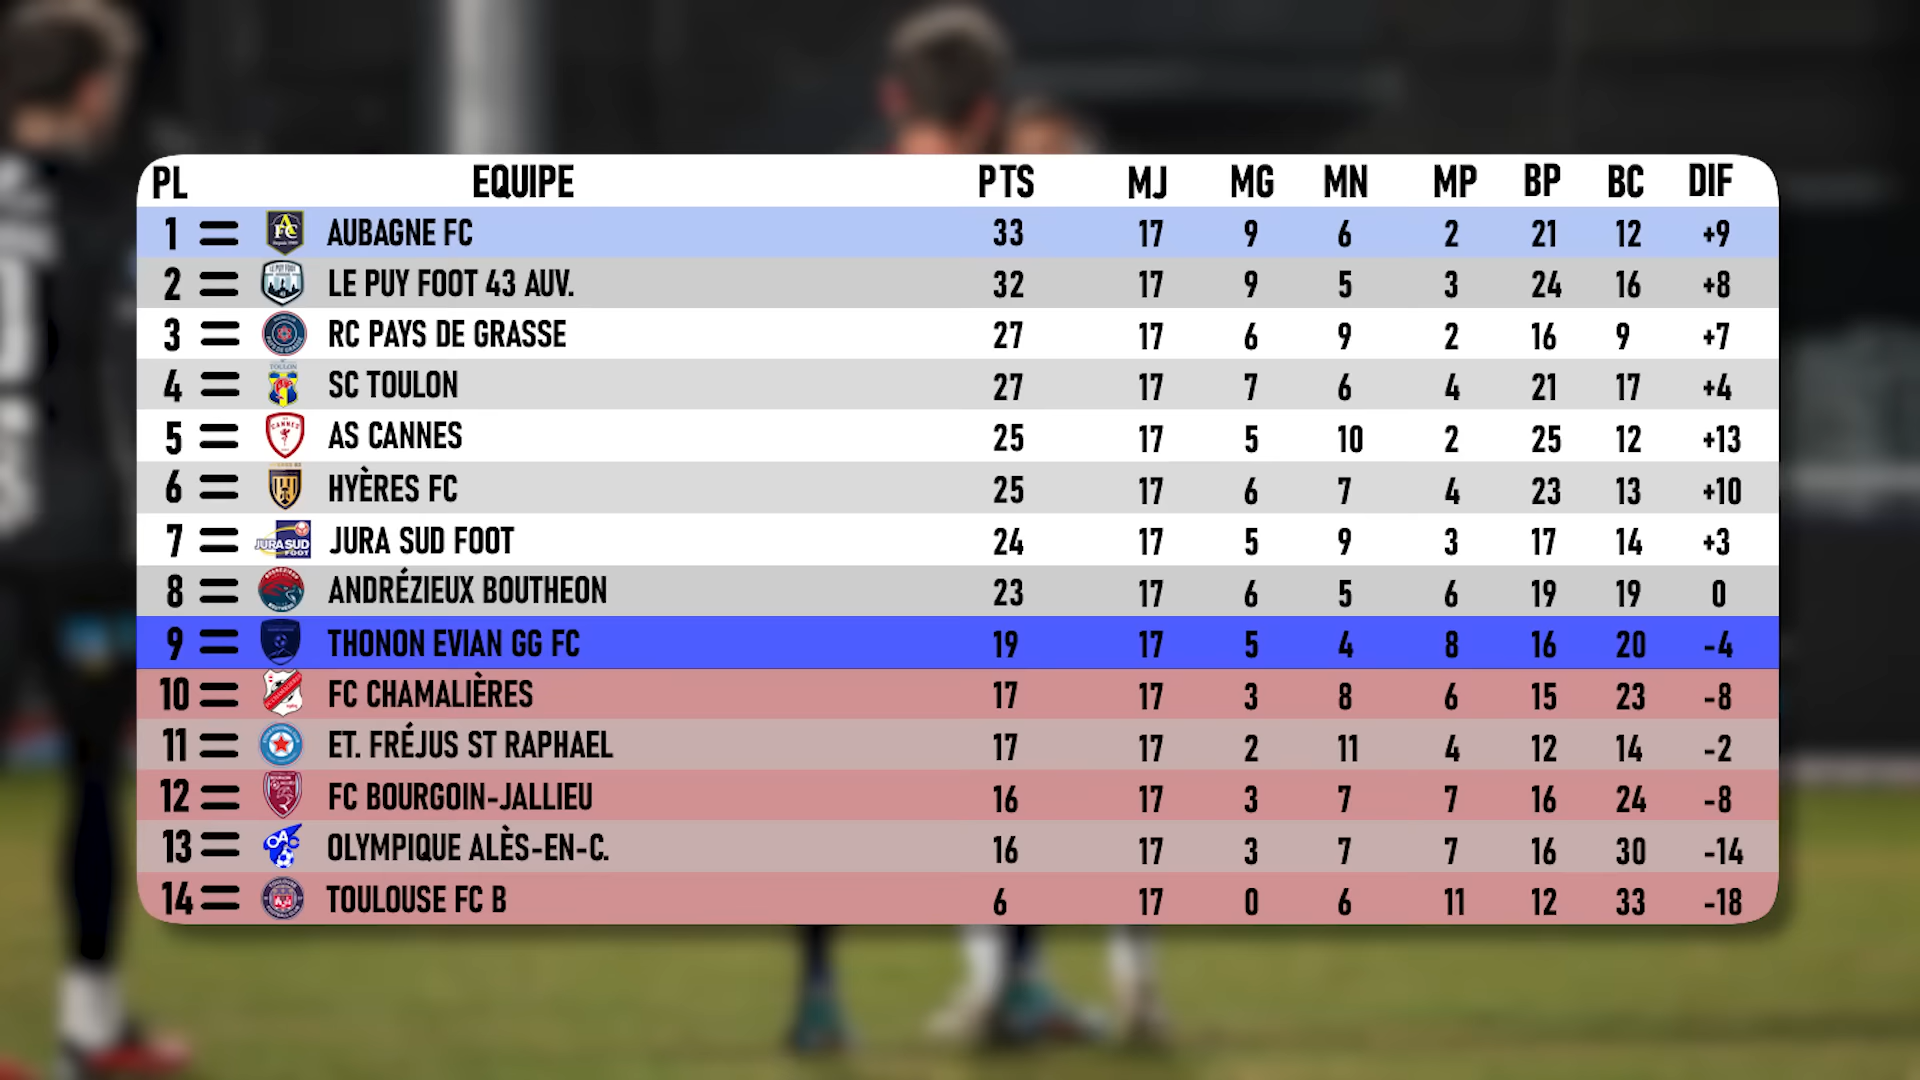 PL EQUIPE PTS MJ MG MN MP BP BC DIF
1 = AUBAGNE FC 33 17 9 6 2 21 12 +9
2 = LE PUY FOOT 43 AUV. 32 17 9 5 3 24 16 +8
3 = RC PAYS DE GRASSE 27 17 6 9 2 16 9 +7
4 = SC TOULON 27 17 7 6 4 21 17 +4
5 = AS CANNES 25 17 5 10 2 25 12 +13
6 = HYÈRES FC 25 17 6 7 4 23 13 +10
7 = JURA SUD FOOT JURA SUD FOOT 24 17 5 9 3 17 14 +3
8 = ANDRÉZIEUX BOUTHEON 23 17 6 5 6 19 19 0
9 = THONON EVIAN GG FC 19 17 5 4 8 16 20 -4
10 = FC CHAMALIÈRES 17 17 3 8 6 15 23 -8
11 = ET. FRÉJUS ST RAPHAEL 17 17 2 11 4 12 14 -2
12 = FC BOURGOIN-JALLIEU 16 17 3 7 7 16 24 -8
13 = OAC OLYMPIQUE ALÈS-EN-C. 16 17 3 7 7 16 30 -14
14 = TOULOUSE FC B 6 17 0 6 11 12 33 -18